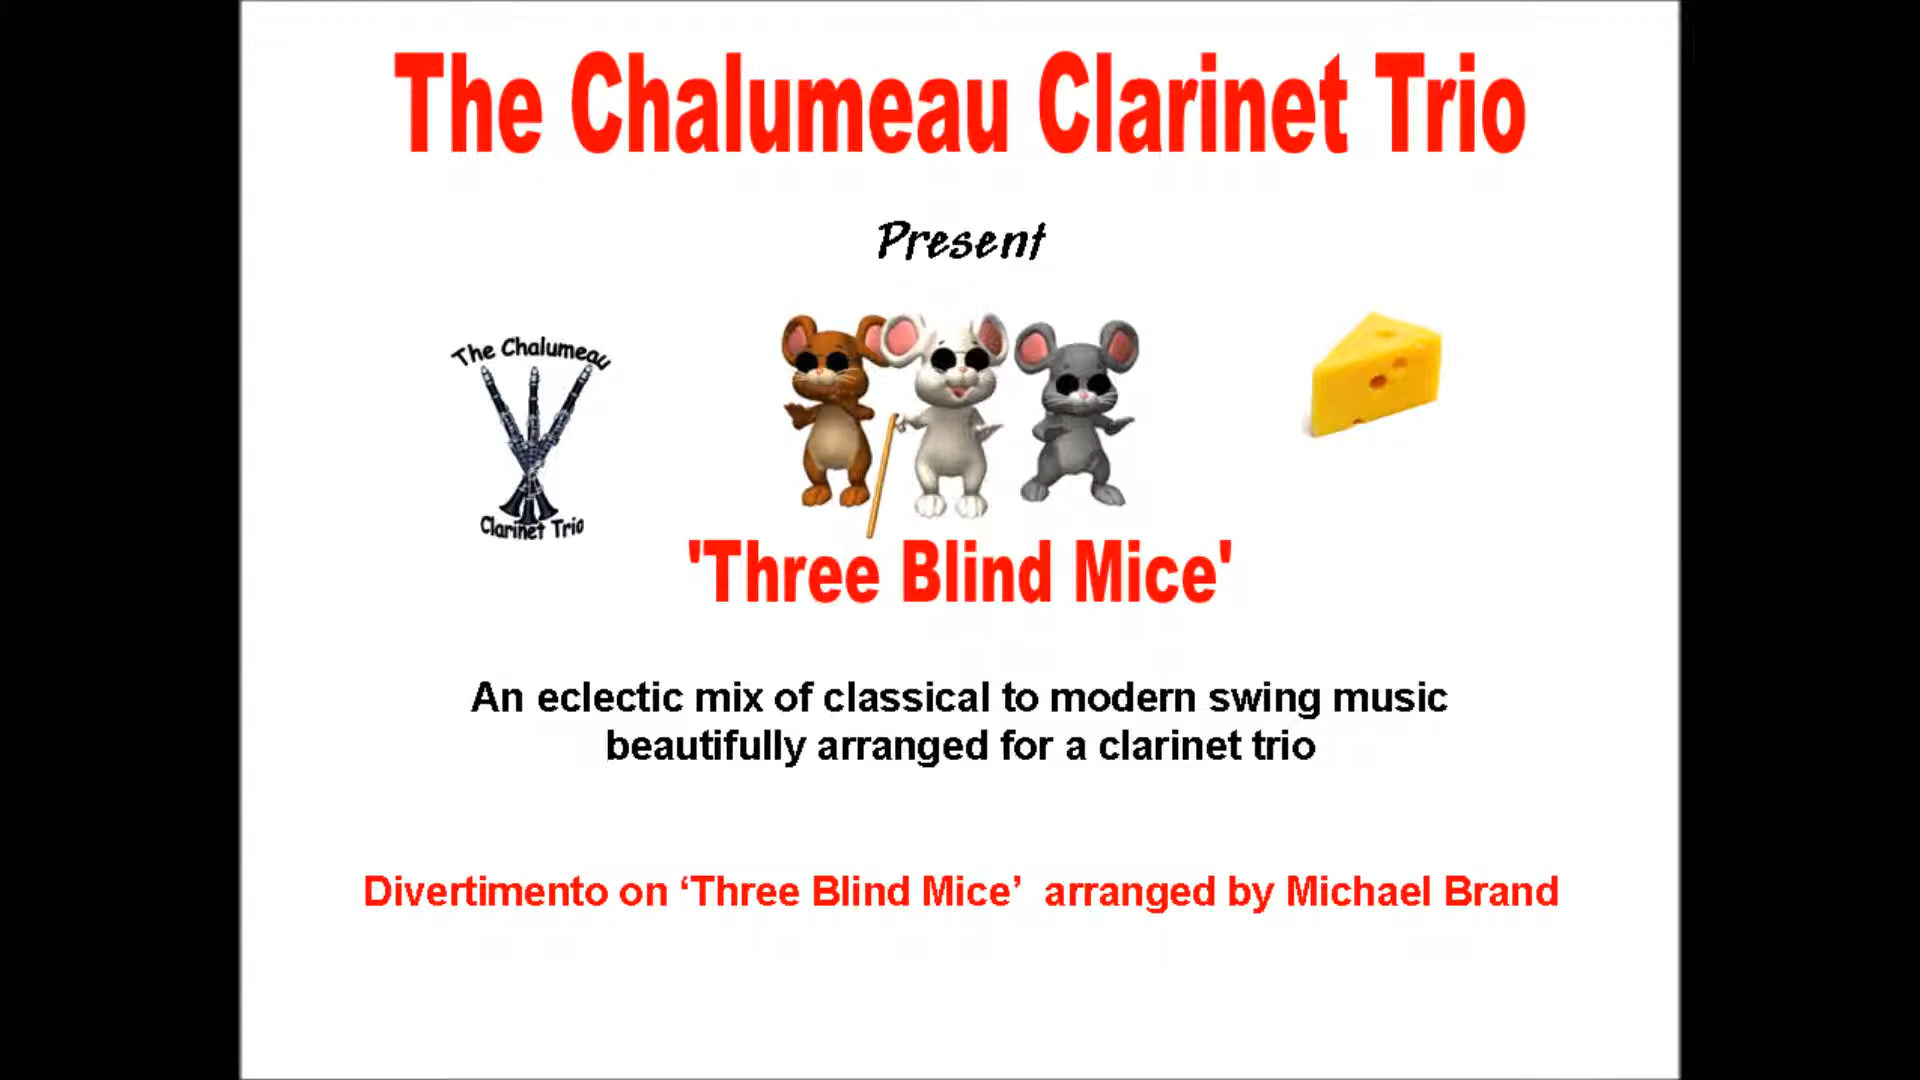 The Chalumeau Clarinet Trio
Present
The Chalumeau
Clarinet Trio
'Three Blind Mice'
An eclectic mix of classical to modern swing music
beautifully arranged for a clarinet trio
Divertimento on ‘Three Blind Mice’ arranged by Michael Brand